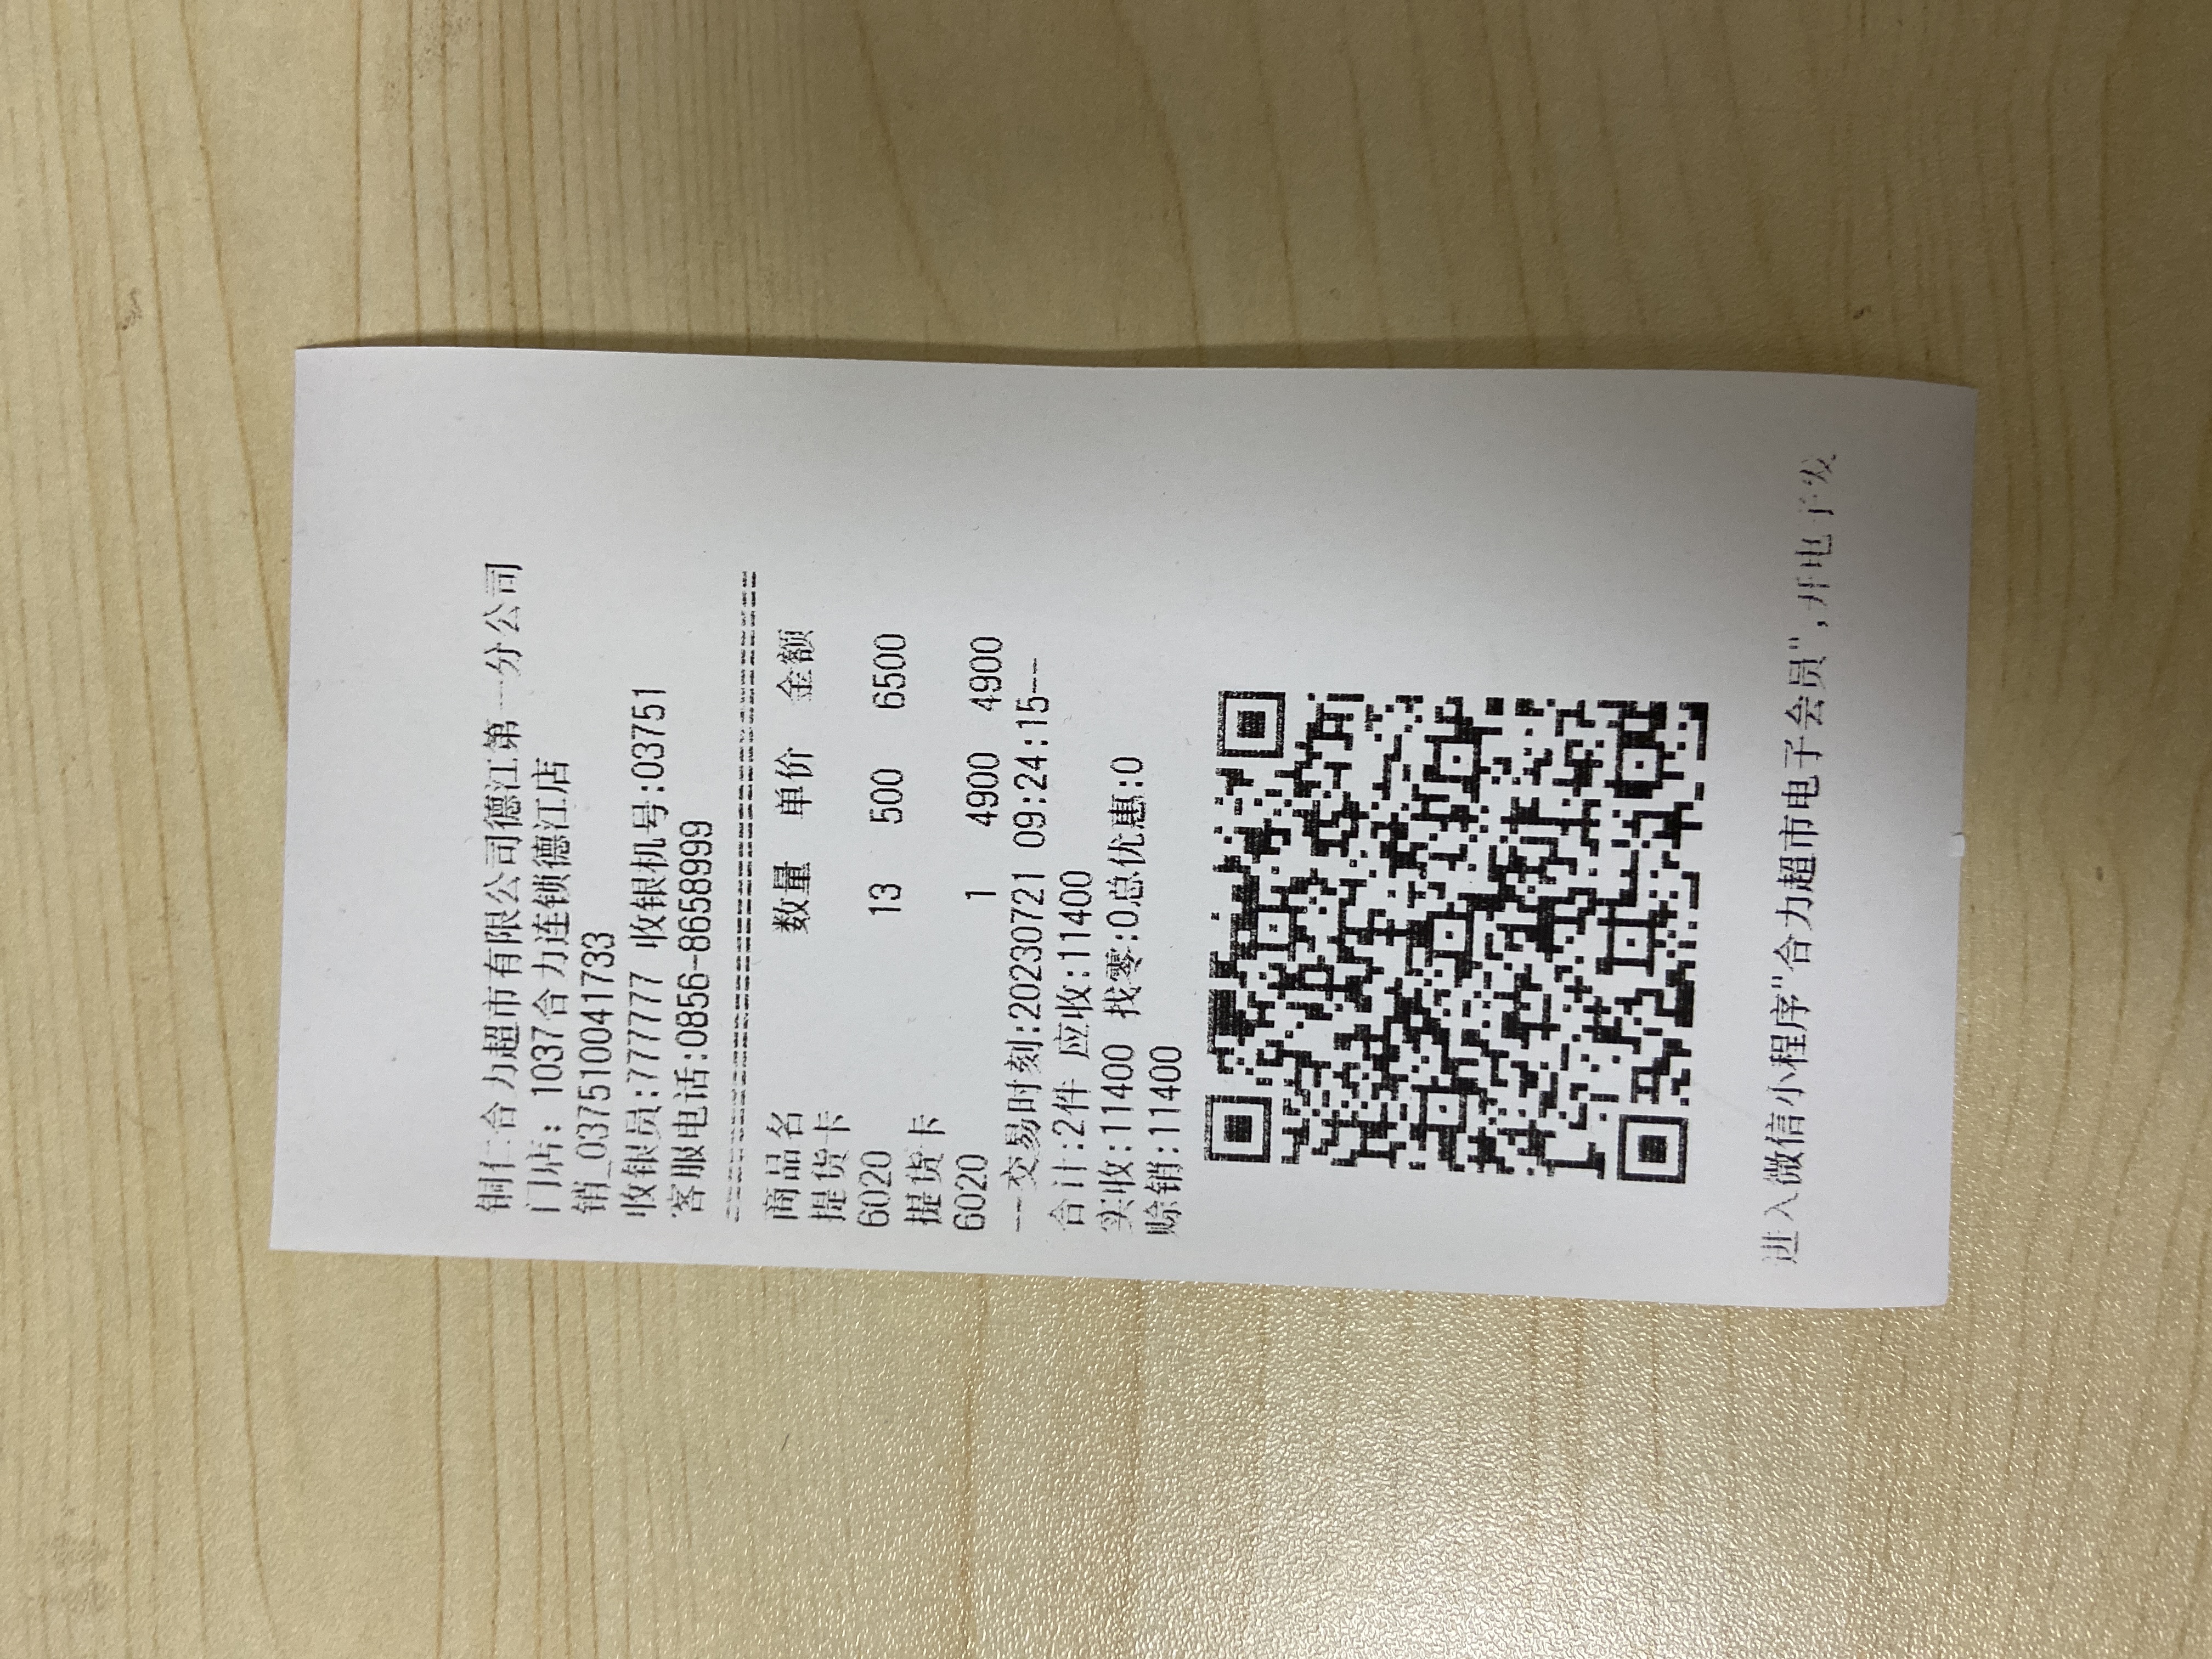 铜仁合力超市有限公司德江第一分公司
门店: 1037合力连锁德江店
销_037510041733
收银员:777777 收银机号:03751
客服电话:0856-8658999
商品名 数量 单价 金额
提货卡
6020 13 500 6500
提货卡
6020 1 4900 4900
--交易时刻:20230721 09:24:15--
合计:2件 应收:11400
实收:11400 找零:0总优惠:0
赊销:11400
进入微信小程序"合力超市电子会员",开电子发